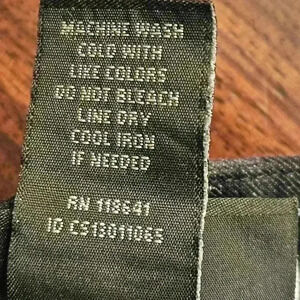 MACHINE WASH
COLD WITH
LIKE COLORS
DO NOT BLEACH
LINE DRY
COOL IRON
IF NEEDED
RN 118641
ID CS13011065